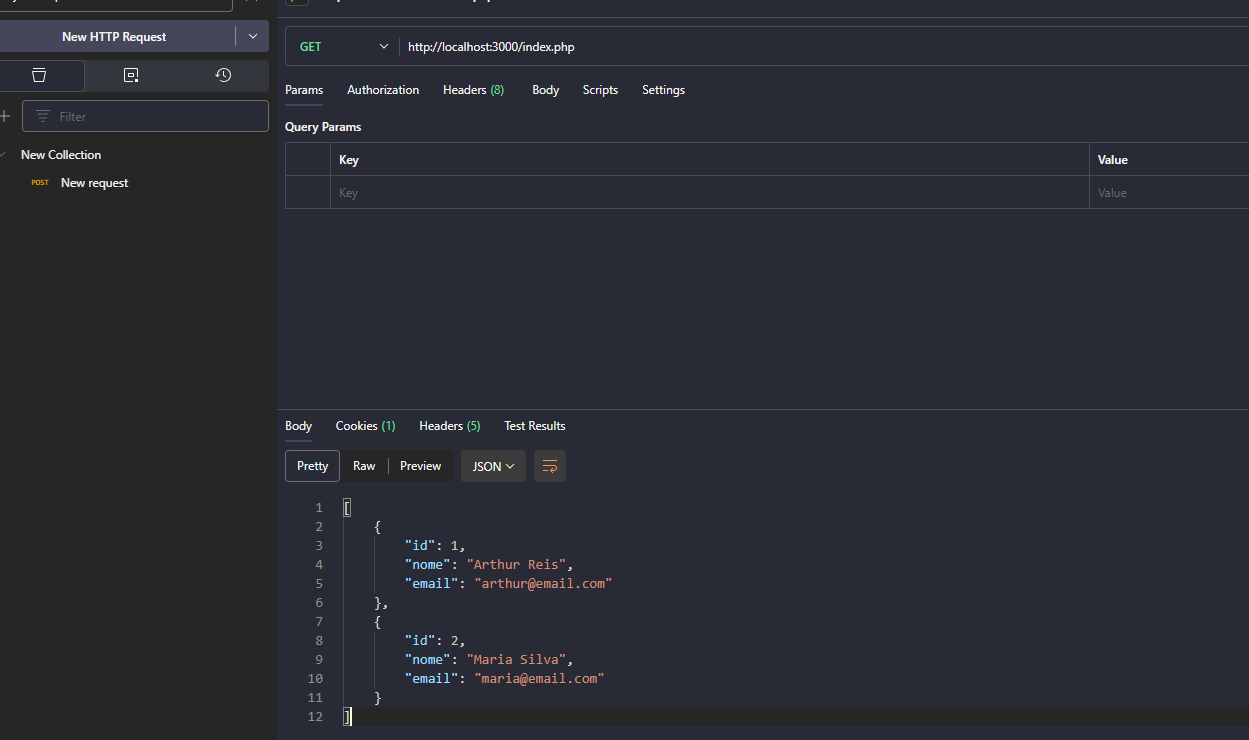 New HTTP Request
GET http://localhost:3000/index.php
Params Authorization Headers (8) Body Scripts Settings
Filter
Query Params
New Collection
Key Value
POST New request
Key Value
Body Cookies (1) Headers (5) Test Results
Pretty Raw Preview JSON
1 [
2 {
3 "id": 1,
4 "nome": "Arthur Reis",
5 "email": "arthur@email.com"
6 },
7 {
8 "id": 2,
9 "nome": "Maria Silva",
10 "email": "maria@email.com"
11 }
12 ]